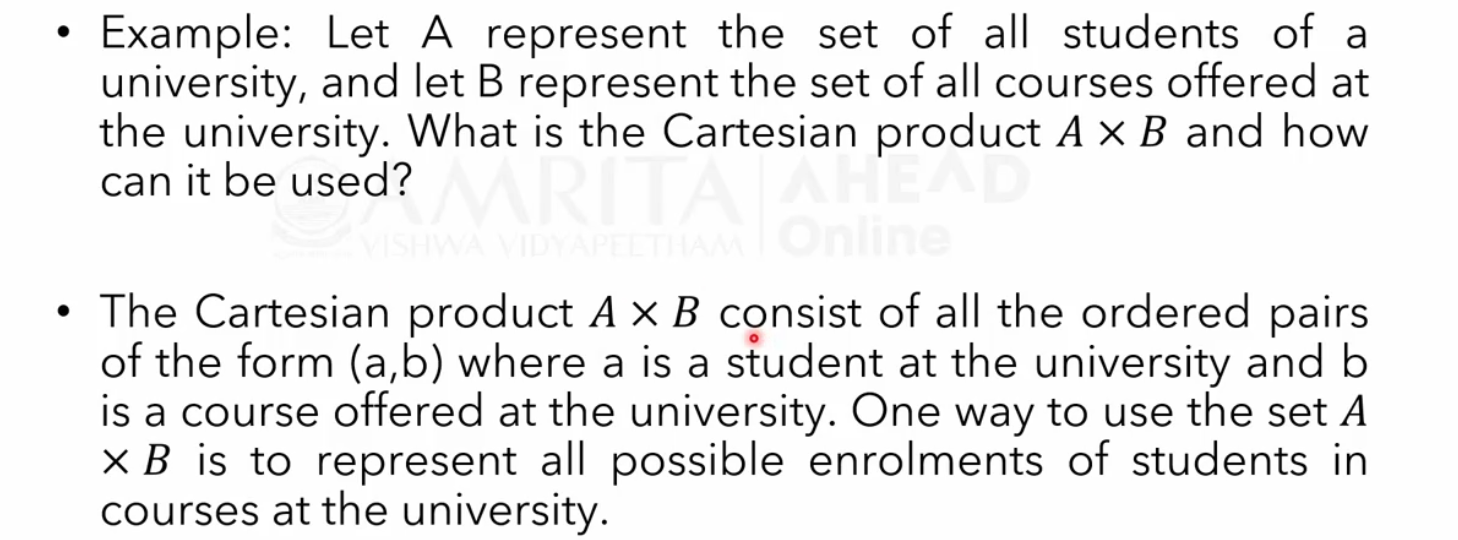 • Example: Let A represent the set of all students of a
university, and let B represent the set of all courses offered at
the university. What is the Cartesian product A × B and how
can it be used?
AMRITA AHEAD
VISHWA VIDYAPEETHAM Online
• The Cartesian product A × B consist of all the ordered pairs
of the form (a,b) where a is a student at the university and b
is a course offered at the university. One way to use the set A
× B is to represent all possible enrolments of students in
courses at the university.